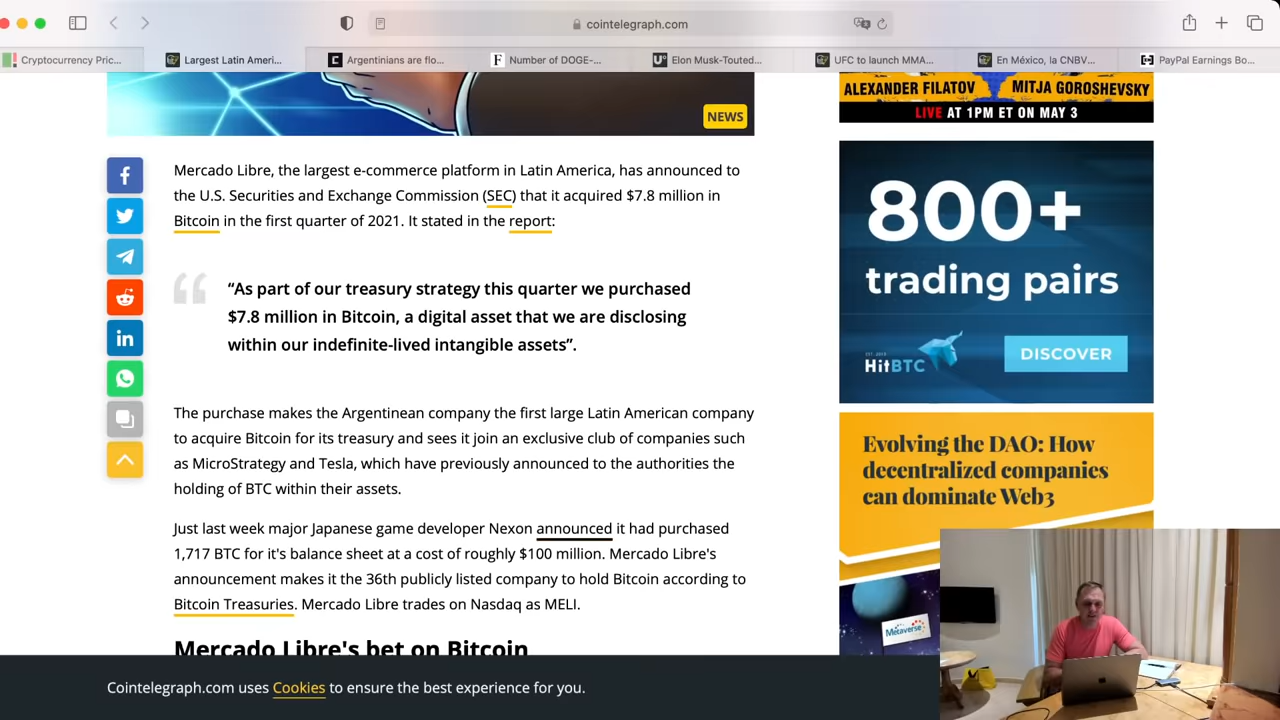 cointelegraph.com
Cryptocurrency Pric...
Largest Latin Ameri...
Argentinians are flo...
Number of DOGE-...
Elon Musk-Touted...
UFC to launch MMA...
En México, la CNBV...
PayPal Earnings Bo...
NEWS
Mercado Libre, the largest e-commerce platform in Latin America, has announced to
the U.S. Securities and Exchange Commission (SEC) that it acquired $7.8 million in
Bitcoin in the first quarter of 2021. It stated in the report:
“As part of our treasury strategy this quarter we purchased
$7.8 million in Bitcoin, a digital asset that we are disclosing
within our indefinite-lived intangible assets”.
The purchase makes the Argentinean company the first large Latin American company
to acquire Bitcoin for its treasury and sees it join an exclusive club of companies such
as MicroStrategy and Tesla, which have previously announced to the authorities the
holding of BTC within their assets.
Just last week major Japanese game developer Nexon announced it had purchased
1,717 BTC for it's balance sheet at a cost of roughly $100 million. Mercado Libre's
announcement makes it the 36th publicly listed company to hold Bitcoin according to
Bitcoin Treasuries. Mercado Libre trades on Nasdaq as MELI.
Mercado Libre's bet on Bitcoin
ALEXANDER FILATOV MITJA GOROSHEVSKY
LIVE AT 1PM ET ON MAY 3
800+
trading pairs
HitBTC
DISCOVER
Evolving the DAO: How
decentralized companies
can dominate Web3
Metaverse
Cointelegraph.com uses Cookies to ensure the best experience for you.